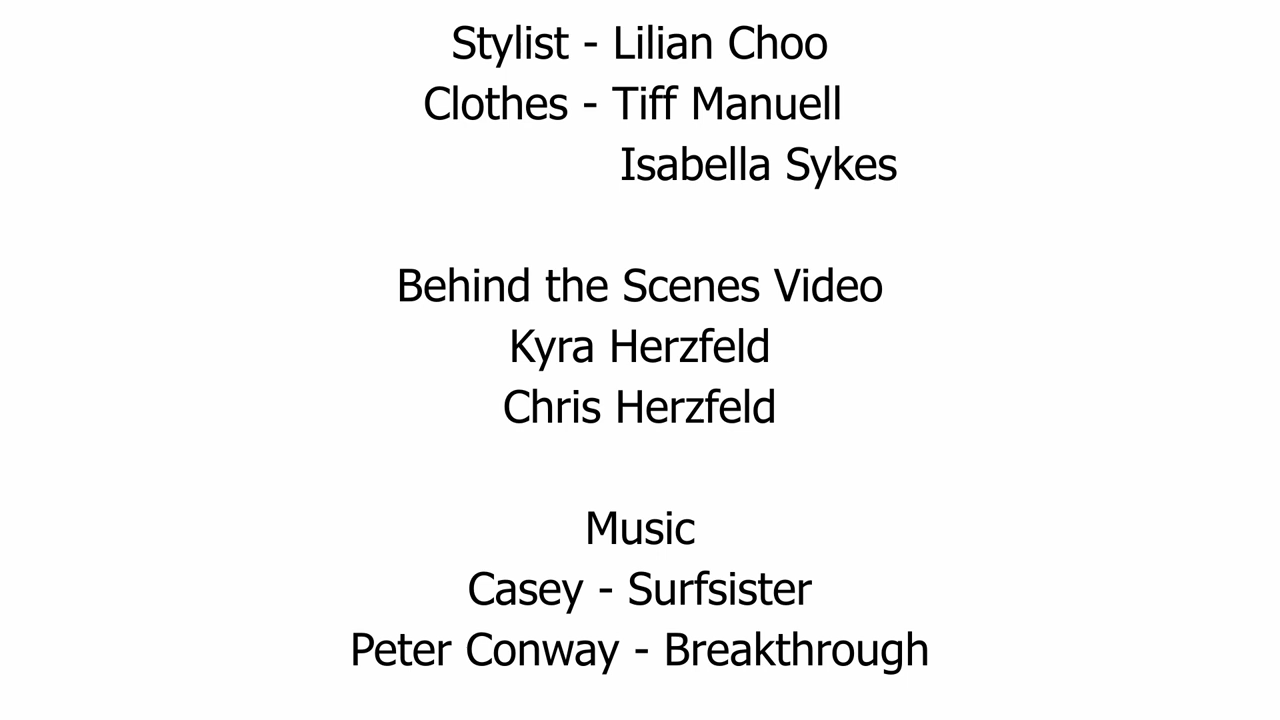 Stylist - Lilian Choo
Clothes - Tiff Manuell
Isabella Sykes
Behind the Scenes Video
Kyra Herzfeld
Chris Herzfeld
Music
Casey - Surfsister
Peter Conway - Breakthrough